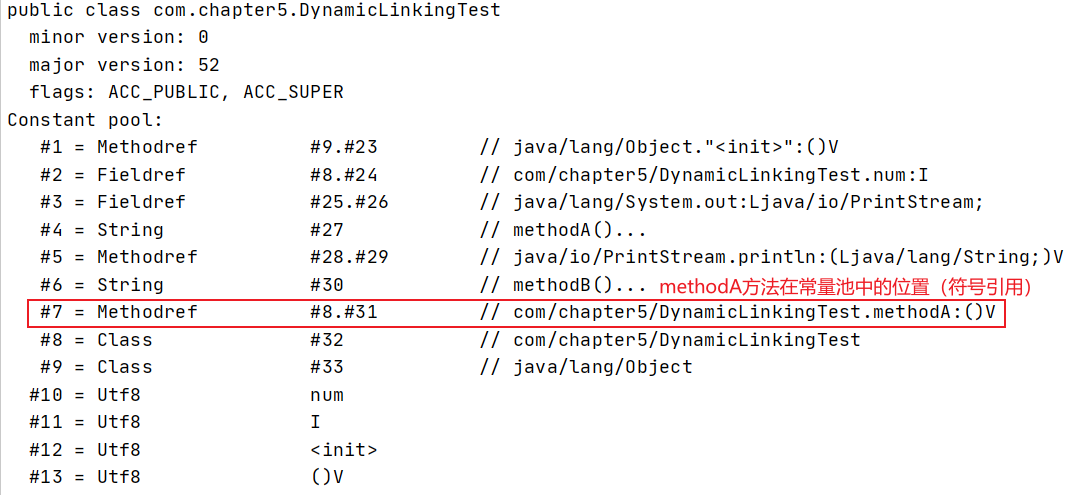 public class com.chapter5.DynamicLinkingTest
  minor version: 0
  major version: 52
  flags: ACC_PUBLIC, ACC_SUPER
Constant pool:
   #1 = Methodref          #9.#23         // java/lang/Object."<init>":()V
   #2 = Fieldref           #8.#24         // com/chapter5/DynamicLinkingTest.num:I
   #3 = Fieldref           #25.#26        // java/lang/System.out:Ljava/io/PrintStream;
   #4 = String             #27            // methodA()...
   #5 = Methodref          #28.#29        // java/io/PrintStream.println:(Ljava/lang/String;)V
   #6 = String             #30            // methodB()... methodA方法在常量池中的位置（符号引用）
   #7 = Methodref          #8.#31         // com/chapter5/DynamicLinkingTest.methodA:()V
   #8 = Class              #32            // com/chapter5/DynamicLinkingTest
   #9 = Class              #33            // java/lang/Object
  #10 = Utf8               num
  #11 = Utf8               I
  #12 = Utf8               <init>
  #13 = Utf8               ()V